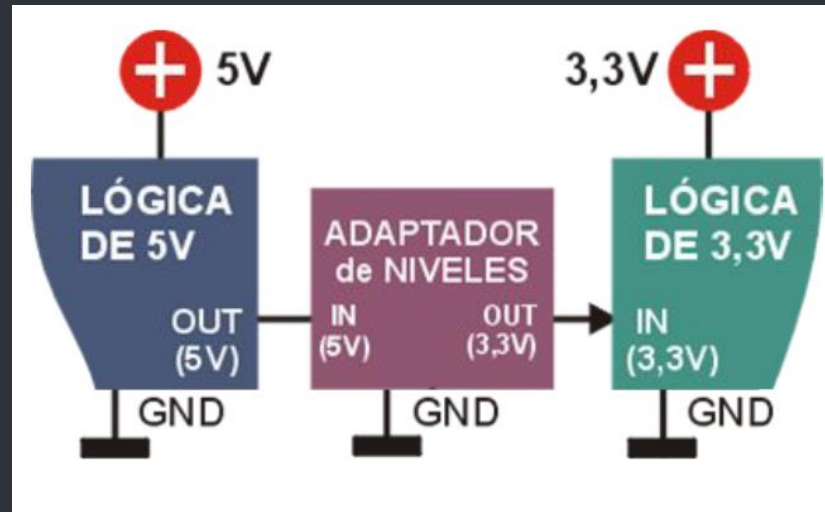 5V
3,3V
LÓGICA
DE 5V
OUT
(5V)
GND
ADAPTADOR
de NIVELES
IN
(5V)
OUT
(3,3V)
GND
LÓGICA
DE 3,3V
IN
(3,3V)
GND